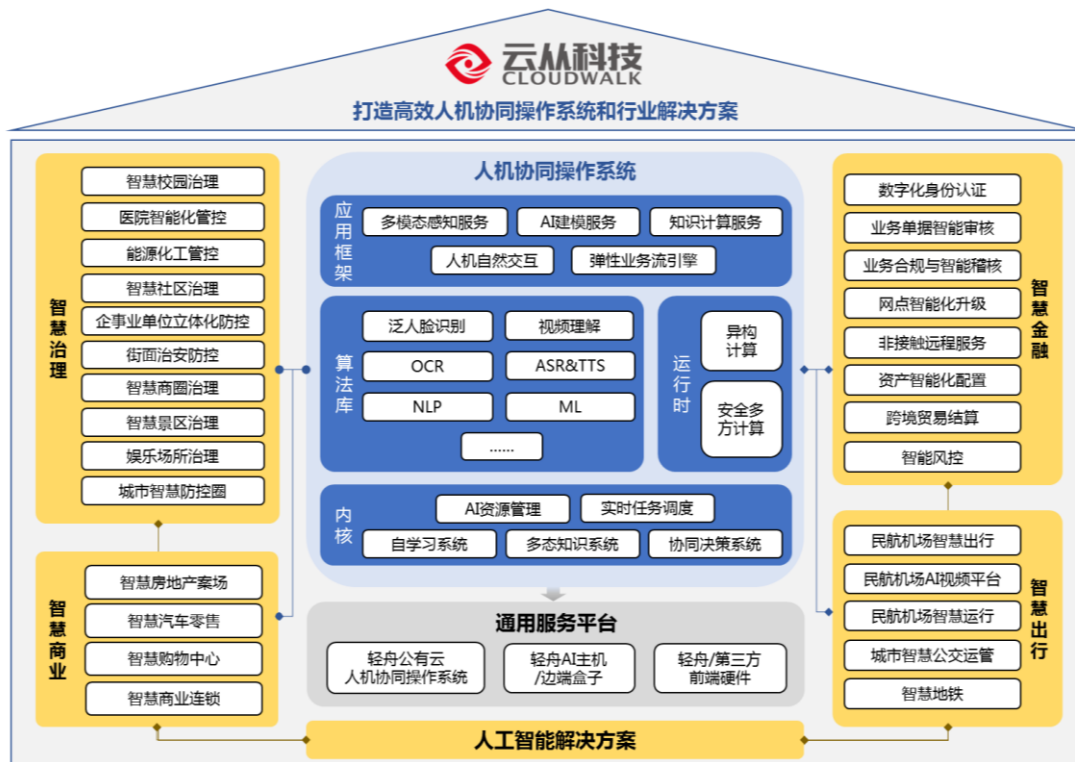 云从科技
CLOUDWALK
打造高效人机协同操作系统和行业解决方案
智慧治理
智慧校园治理
医院智能化管控
能源化工管控
智慧社区治理
企事业单位立体化防控
街面治安防控
智慧商圈治理
智慧景区治理
娱乐场所治理
城市智慧防控圈
智慧商业
智慧房地产案场
智慧汽车零售
智慧购物中心
智慧商业连锁
人机协同操作系统
应用框架
多模态感知服务
AI建模服务
知识计算服务
人机自然交互
弹性业务流引擎
算法库
泛人脸识别
视频理解
OCR
ASR&TTS
NLP
ML
......
运行时
异构
计算
安全多
方计算
内核
AI资源管理
实时任务调度
自学习系统
多态知识系统
协同决策系统
通用服务平台
轻舟公有云
人机协同操作系统
轻舟AI主机
/边端盒子
轻舟/第三方
前端硬件
人工智能解决方案
智慧金融
数字化身份认证
业务单据智能审核
业务合规与智能稽核
网点智能化升级
非接触远程服务
资产智能化配置
跨境贸易结算
智能风控
智慧出行
民航机场智慧出行
民航机场AI视频平台
民航机场智慧运行
城市智慧公交运管
智慧地铁